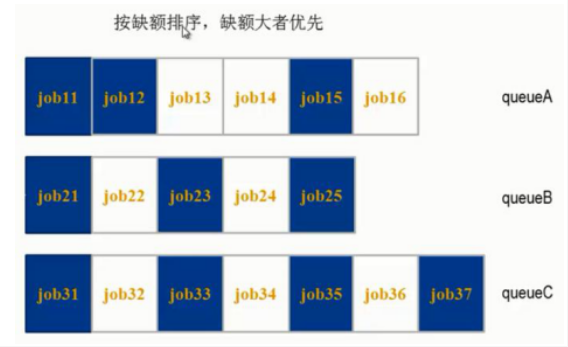 按缺额排序，缺额大者优先
job11 job12 job13 job14 job15 job16 queueA
job21 job22 job23 job24 job25 queueB
job31 job32 job33 job34 job35 job36 job37 queueC